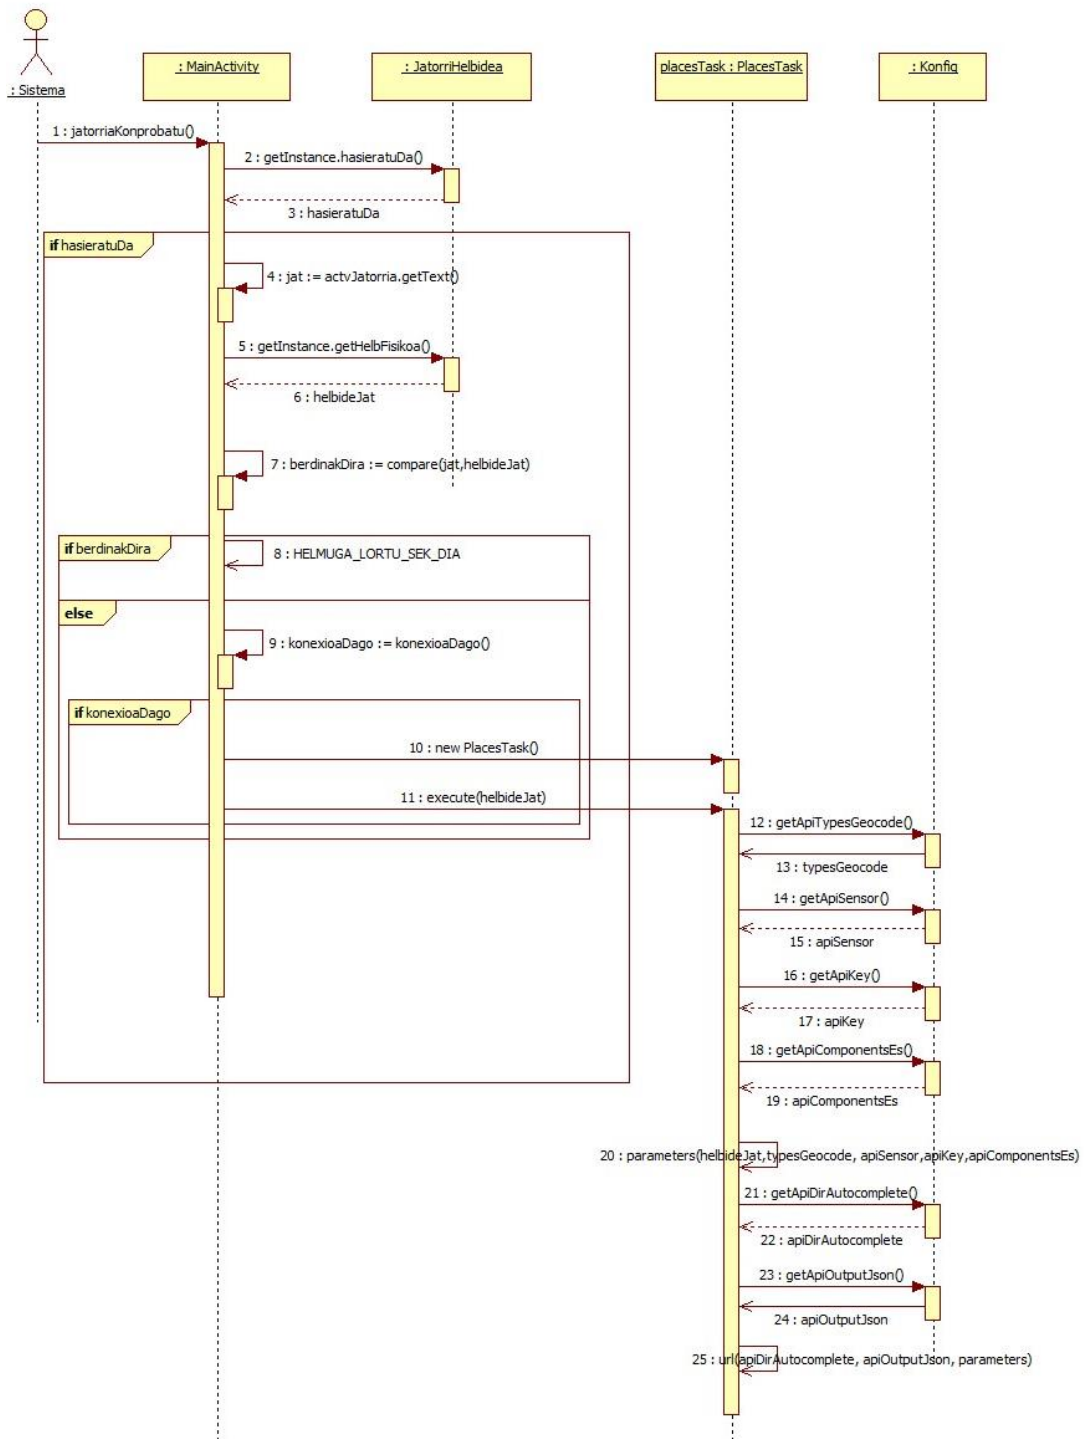 : Sistema
: MainActivity
: JatorriHelbidea
placesTask : PlacesTask
: Konfig
1 : jatorriaKonprobatu()
2 : getInstance.hasieratuDa()
3 : hasieratuDa
if hasieratuDa
4 : jat := actvJatorria.getText()
5 : getInstance.getHelbFisikoa()
6 : helbideJat
7 : berdinakDira := compare(jat,helbideJat)
if berdinakDira
8 : HELMUGA_LORTU_SEK_DIA
else
9 : konexioaDago := konexioaDago()
if konexioaDago
10 : new PlacesTask()
11 : execute(helbideJat)
12 : getApiTypesGeocode()
13 : typesGeocode
14 : getApiSensor()
15 : apiSensor
16 : getApiKey()
17 : apiKey
18 : getApiComponentsEs()
19 : apiComponentsEs
20 : parameters(helbideJat,typesGeocode, apiSensor,apiKey,apiComponentsEs)
21 : getApiDirAutocomplete()
22 : apiDirAutocomplete
23 : getApiOutputJson()
24 : apiOutputJson
25 : url(apiDirAutocomplete, apiOutputJson, parameters)